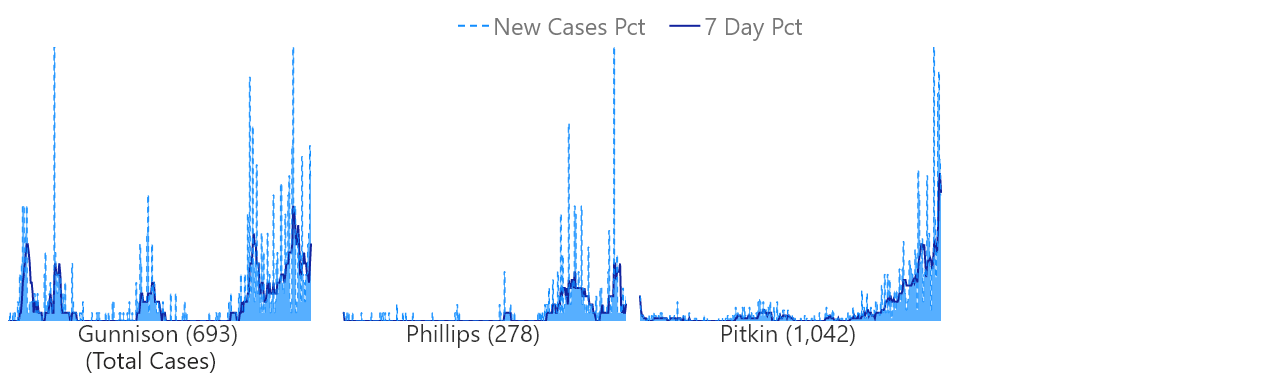 New Cases Pct 7 Day Pct
Gunnison (693) Phillips (278) Pitkin (1,042)
(Total Cases)